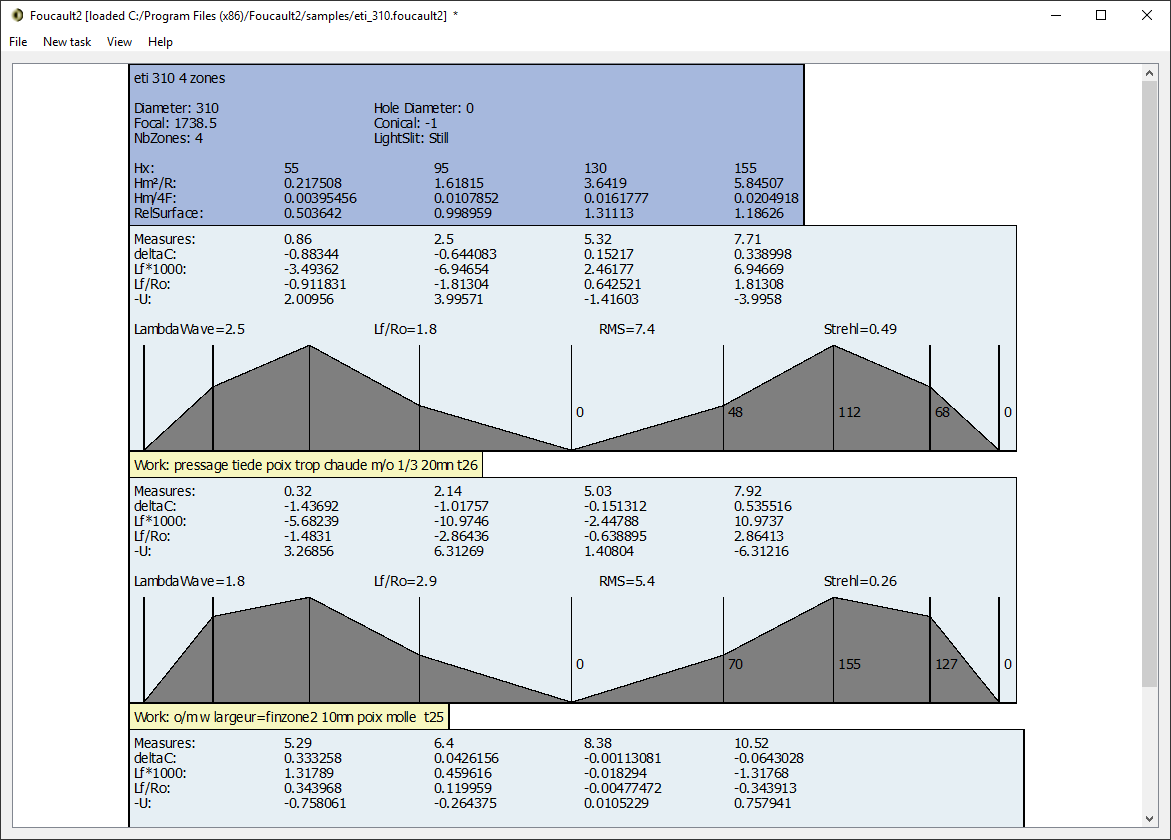 Foucault2 [loaded C:/Program Files (x86)/Foucault2/samples/eti_310.foucault2] *
File New task View Help
eti 310 4 zones
Diameter: 310 Hole Diameter: 0
Focal: 1738.5 Conical: -1
NbZones: 4 LightSlit: Still
Hx: 55 95 130 155
Hm²/R: 0.217508 1.61815 3.6419 5.84507
Hm/4F: 0.00395456 0.0107852 0.0161777 0.0204918
RelSurface: 0.503642 0.998959 1.31113 1.18626
Measures: 0.86 2.5 5.32 7.71
deltaC: -0.88344 -0.644083 0.15217 0.338998
Lf*1000: -3.49362 -6.94654 2.46177 6.94669
Lf/Ro: -0.911831 -1.81304 0.642521 1.81308
-U: 2.00956 3.99571 -1.41603 -3.9958
LambdaWave=2.5 Lf/Ro=1.8 RMS=7.4 Strehl=0.49
0 48 112 68 0
Work: pressage tiede poix trop chaude m/o 1/3 20mn t26
Measures: 0.32 2.14 5.03 7.92
deltaC: -1.43692 -1.01757 -0.151312 0.535516
Lf*1000: -5.68239 -10.9746 -2.44788 10.9737
Lf/Ro: -1.4831 -2.86436 -0.638895 2.86413
-U: 3.26856 6.31269 1.40804 -6.31216
LambdaWave=1.8 Lf/Ro=2.9 RMS=5.4 Strehl=0.26
0 70 155 127 0
Work: o/m w largeur=finzone2 10mn poix molle t25
Measures: 5.29 6.4 8.38 10.52
deltaC: 0.333258 0.0426156 -0.00113081 -0.0643028
Lf*1000: 1.31789 0.459616 -0.018294 -1.31768
Lf/Ro: 0.343968 0.119959 -0.00477472 -0.343913
-U: -0.758061 -0.264375 0.0105229 0.757941